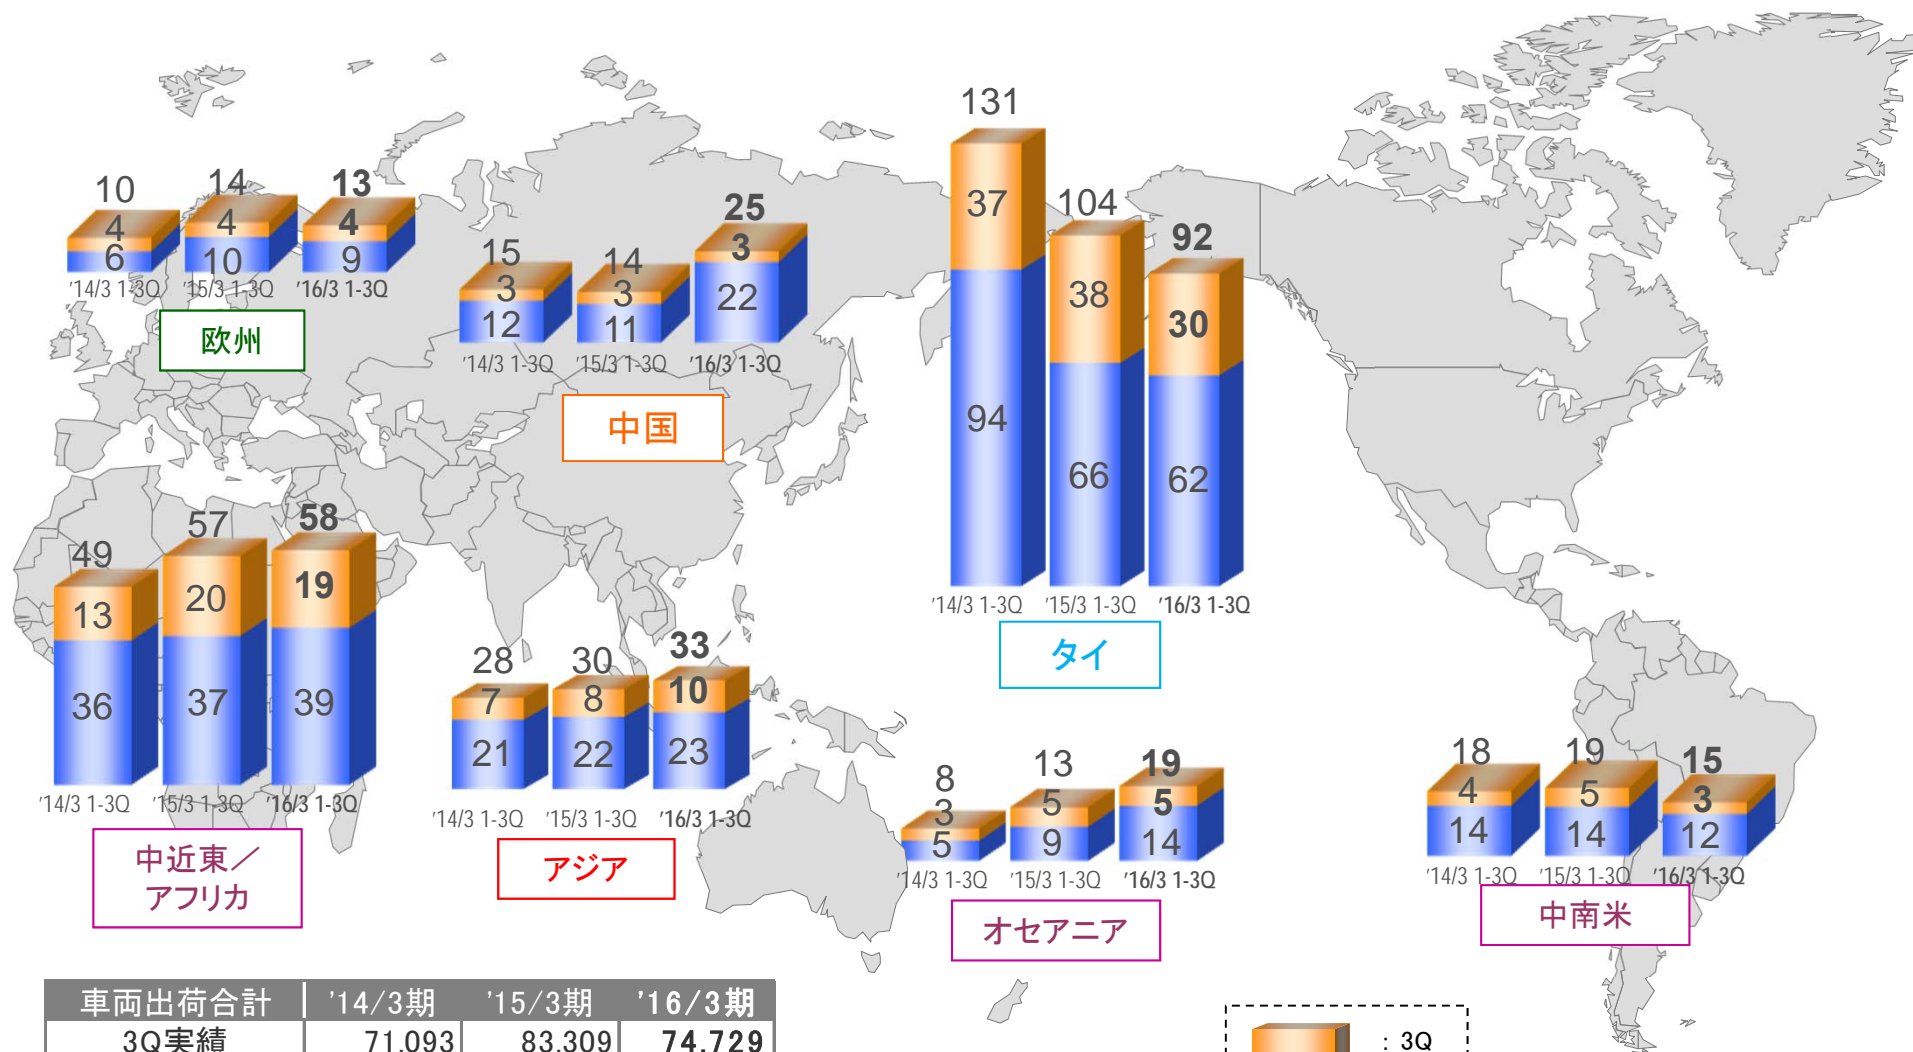 10
14
13
4
4
4
6
10
9
'14/3 1-3Q
'15/3 1-3Q
'16/3 1-3Q
欧州
15
14
25
3
3
3
12
11
22
'14/3 1-3Q
'15/3 1-3Q
'16/3 1-3Q
中国
131
104
92
37
38
30
94
66
62
'14/3 1-3Q
'15/3 1-3Q
'16/3 1-3Q
タイ
49
57
58
13
20
19
36
37
39
'14/3 1-3Q
'15/3 1-3Q
'16/3 1-3Q
中近東／
アフリカ
28
30
33
7
8
10
21
22
23
'14/3 1-3Q
'15/3 1-3Q
'16/3 1-3Q
アジア
8
13
19
3
5
5
5
9
14
'14/3 1-3Q
'15/3 1-3Q
'16/3 1-3Q
オセアニア
18
19
15
4
5
3
14
14
12
'14/3 1-3Q
'15/3 1-3Q
'16/3 1-3Q
中南米
車両出荷合計 '14/3期 '15/3期 '16/3期
3Q実績 71,093 83,309 74,729
: 3Q